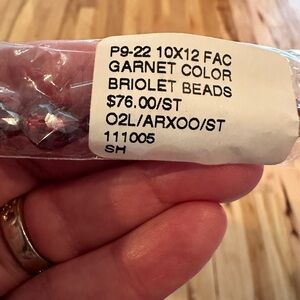 P9-22 10X12 FAC
GARNET COLOR
BRIOLET BEADS
$76.00/ST
O2L/ARXOO/ST
111005
SH